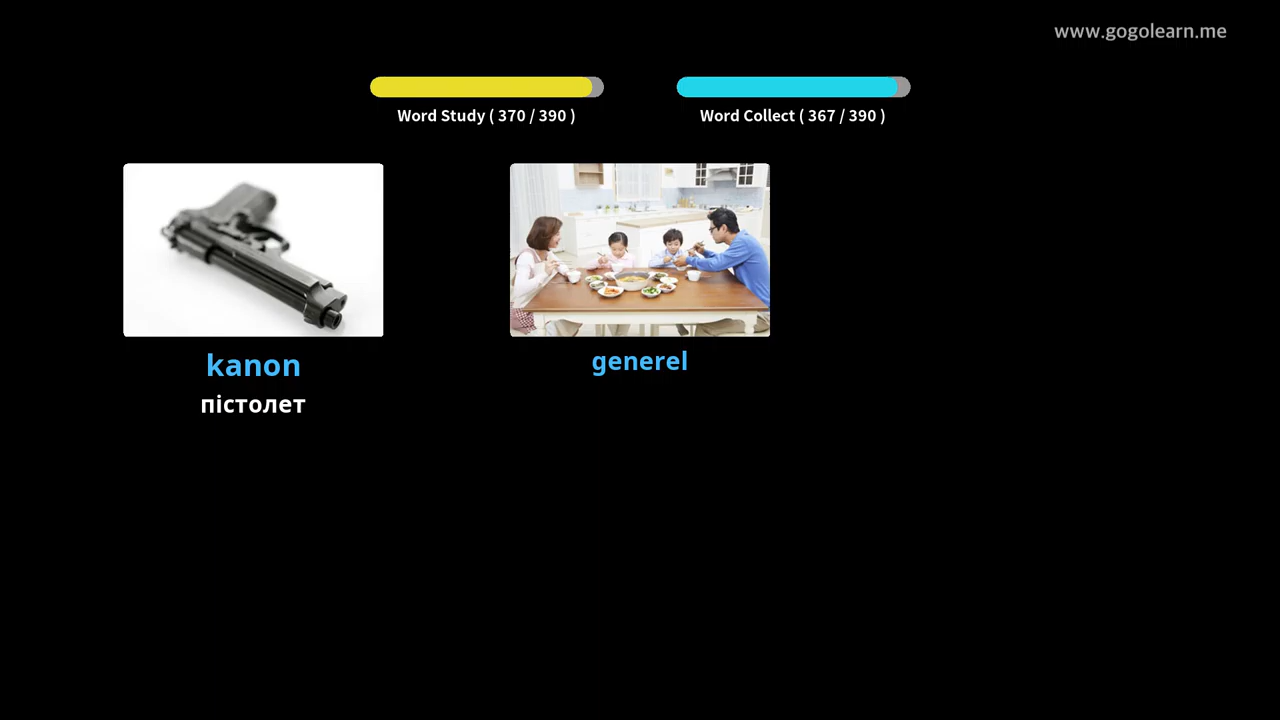 www.gogolearn.me
Word Study ( 370 / 390 )
Word Collect ( 367 / 390 )
kanon
generel
пістолет